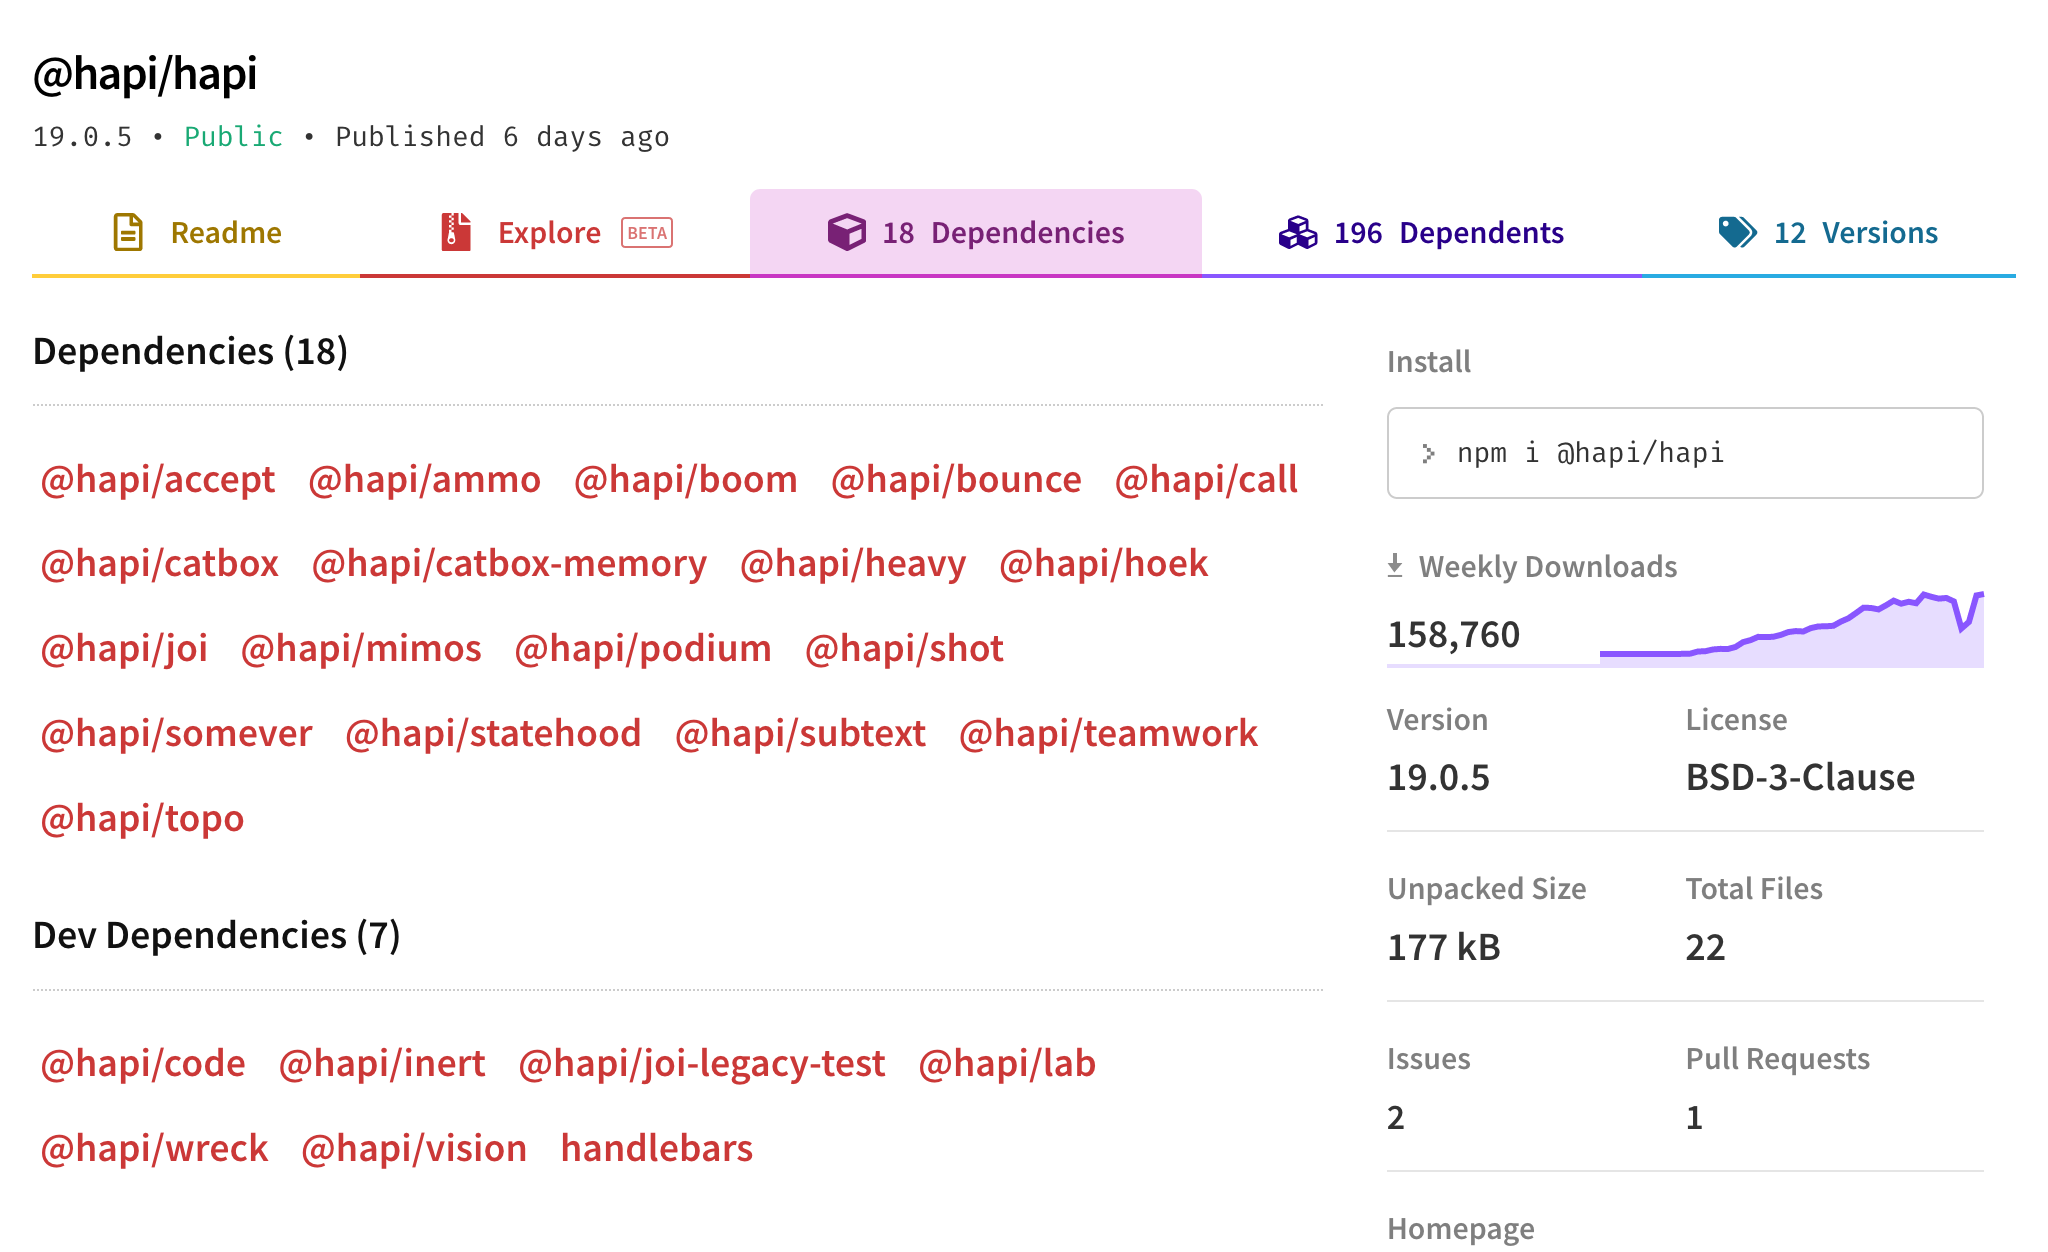 @hapi/hapi
19.0.5 • Public • Published 6 days ago
Readme
Explore BETA
18 Dependencies
196 Dependents
12 Versions
Dependencies (18)
@hapi/accept @hapi/ammo @hapi/boom @hapi/bounce @hapi/call
@hapi/catbox @hapi/catbox-memory @hapi/heavy @hapi/hoek
@hapi/joi @hapi/mimos @hapi/podium @hapi/shot
@hapi/somever @hapi/statehood @hapi/subtext @hapi/teamwork
@hapi/topo
Dev Dependencies (7)
@hapi/code @hapi/inert @hapi/joi-legacy-test @hapi/lab
@hapi/wreck @hapi/vision handlebars
Install
npm i @hapi/hapi
Weekly Downloads
158,760
Version
19.0.5
License
BSD-3-Clause
Unpacked Size
177 kB
Total Files
22
Issues
2
Pull Requests
1
Homepage